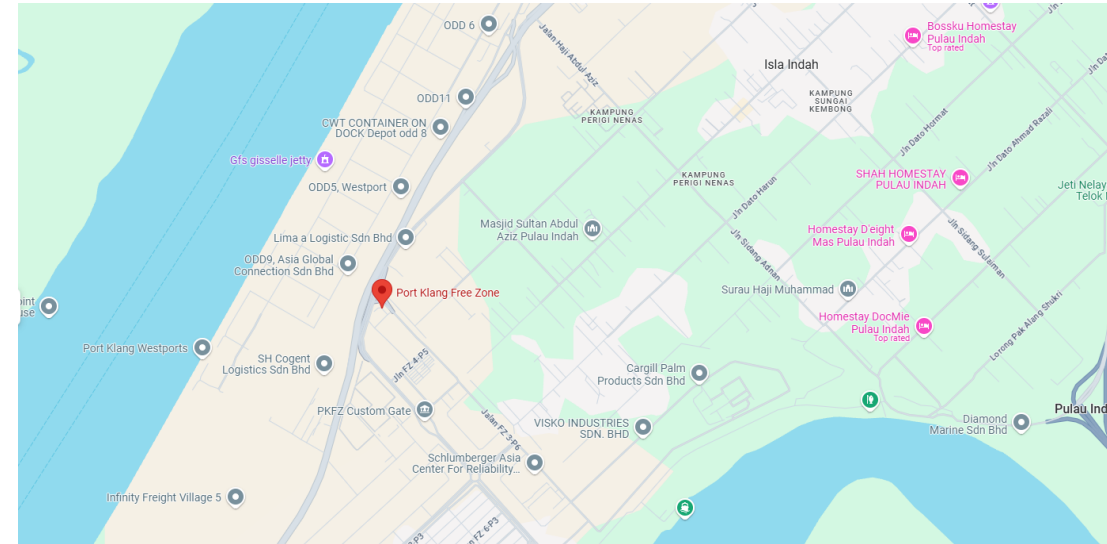 ODD 6
Jalan Haji Abdul Aziz
Bossku Homestay
Pulau Indah
Top rated
Isla Indah
ODD11
KAMPUNG
SUNGAI
KEMBONG
KAMPUNG
PERIGI NENAS
CWT CONTAINER ON
DOCK Depot odd 8
Jln Dato Hormat
Jln Dato Ahmad Razali
Gfs gisselle jetty
ODD5, Westport
KAMPUNG
PERIGI NENAS
SHAH HOMESTAY
PULAU INDAH
Jeti Nelay
Telok
Jln Dato Harun
Masjid Sultan Abdul
Aziz Pulau Indah
Lima a Logistic Sdn Bhd
Jln Sidang Adnan
Homestay D'eight
Mas Pulau Indah
Jln Sidang Sulaiman
ODD9, Asia Global
Connection Sdn Bhd
Port Klang Free Zone
Surau Haji Muhammad
oint
use
Homestay DocMie
Pulau Indah
Top rated
Lorong Pak Alang Shukri
Port Klang Westports
SH Cogent
Logistics Sdn Bhd
Jln FZ 4-P5
Cargill Palm
Products Sdn Bhd
PKFZ Custom Gate
Jalan FZ 3-P6
VISKO INDUSTRIES
SDN. BHD
Diamond
Marine Sdn Bhd
Pulau Ind
Schlumberger Asia
Center For Reliability...
Infinity Freight Village 5
Jln FZ 6-P3